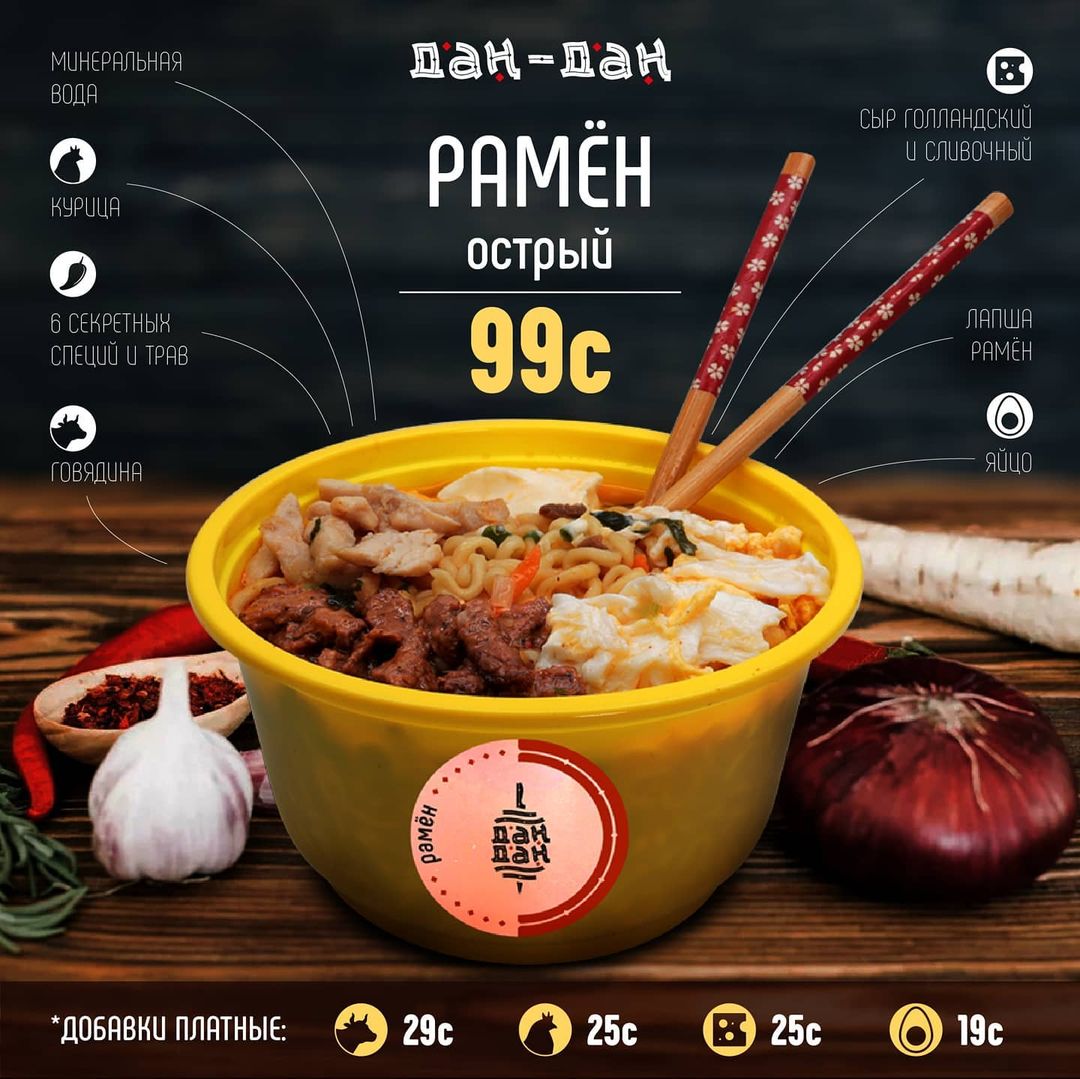 дан-дан
РАМЁН
острый
99с
МИНЕРАЛЬНАЯ
ВОДА
КУРИЦА
6 СЕКРЕТНЫХ
СПЕЦИЙ И ТРАВ
ГОВЯДИНА
СЫР ГОЛЛАНДСКИЙ
И СЛИВОЧНЫЙ
ЛАПША
РАМЁН
ЯЙЦО
рамён
дан
дан
*ДОБАВКИ ПЛАТНЫЕ: 29с 25с 25с 19с